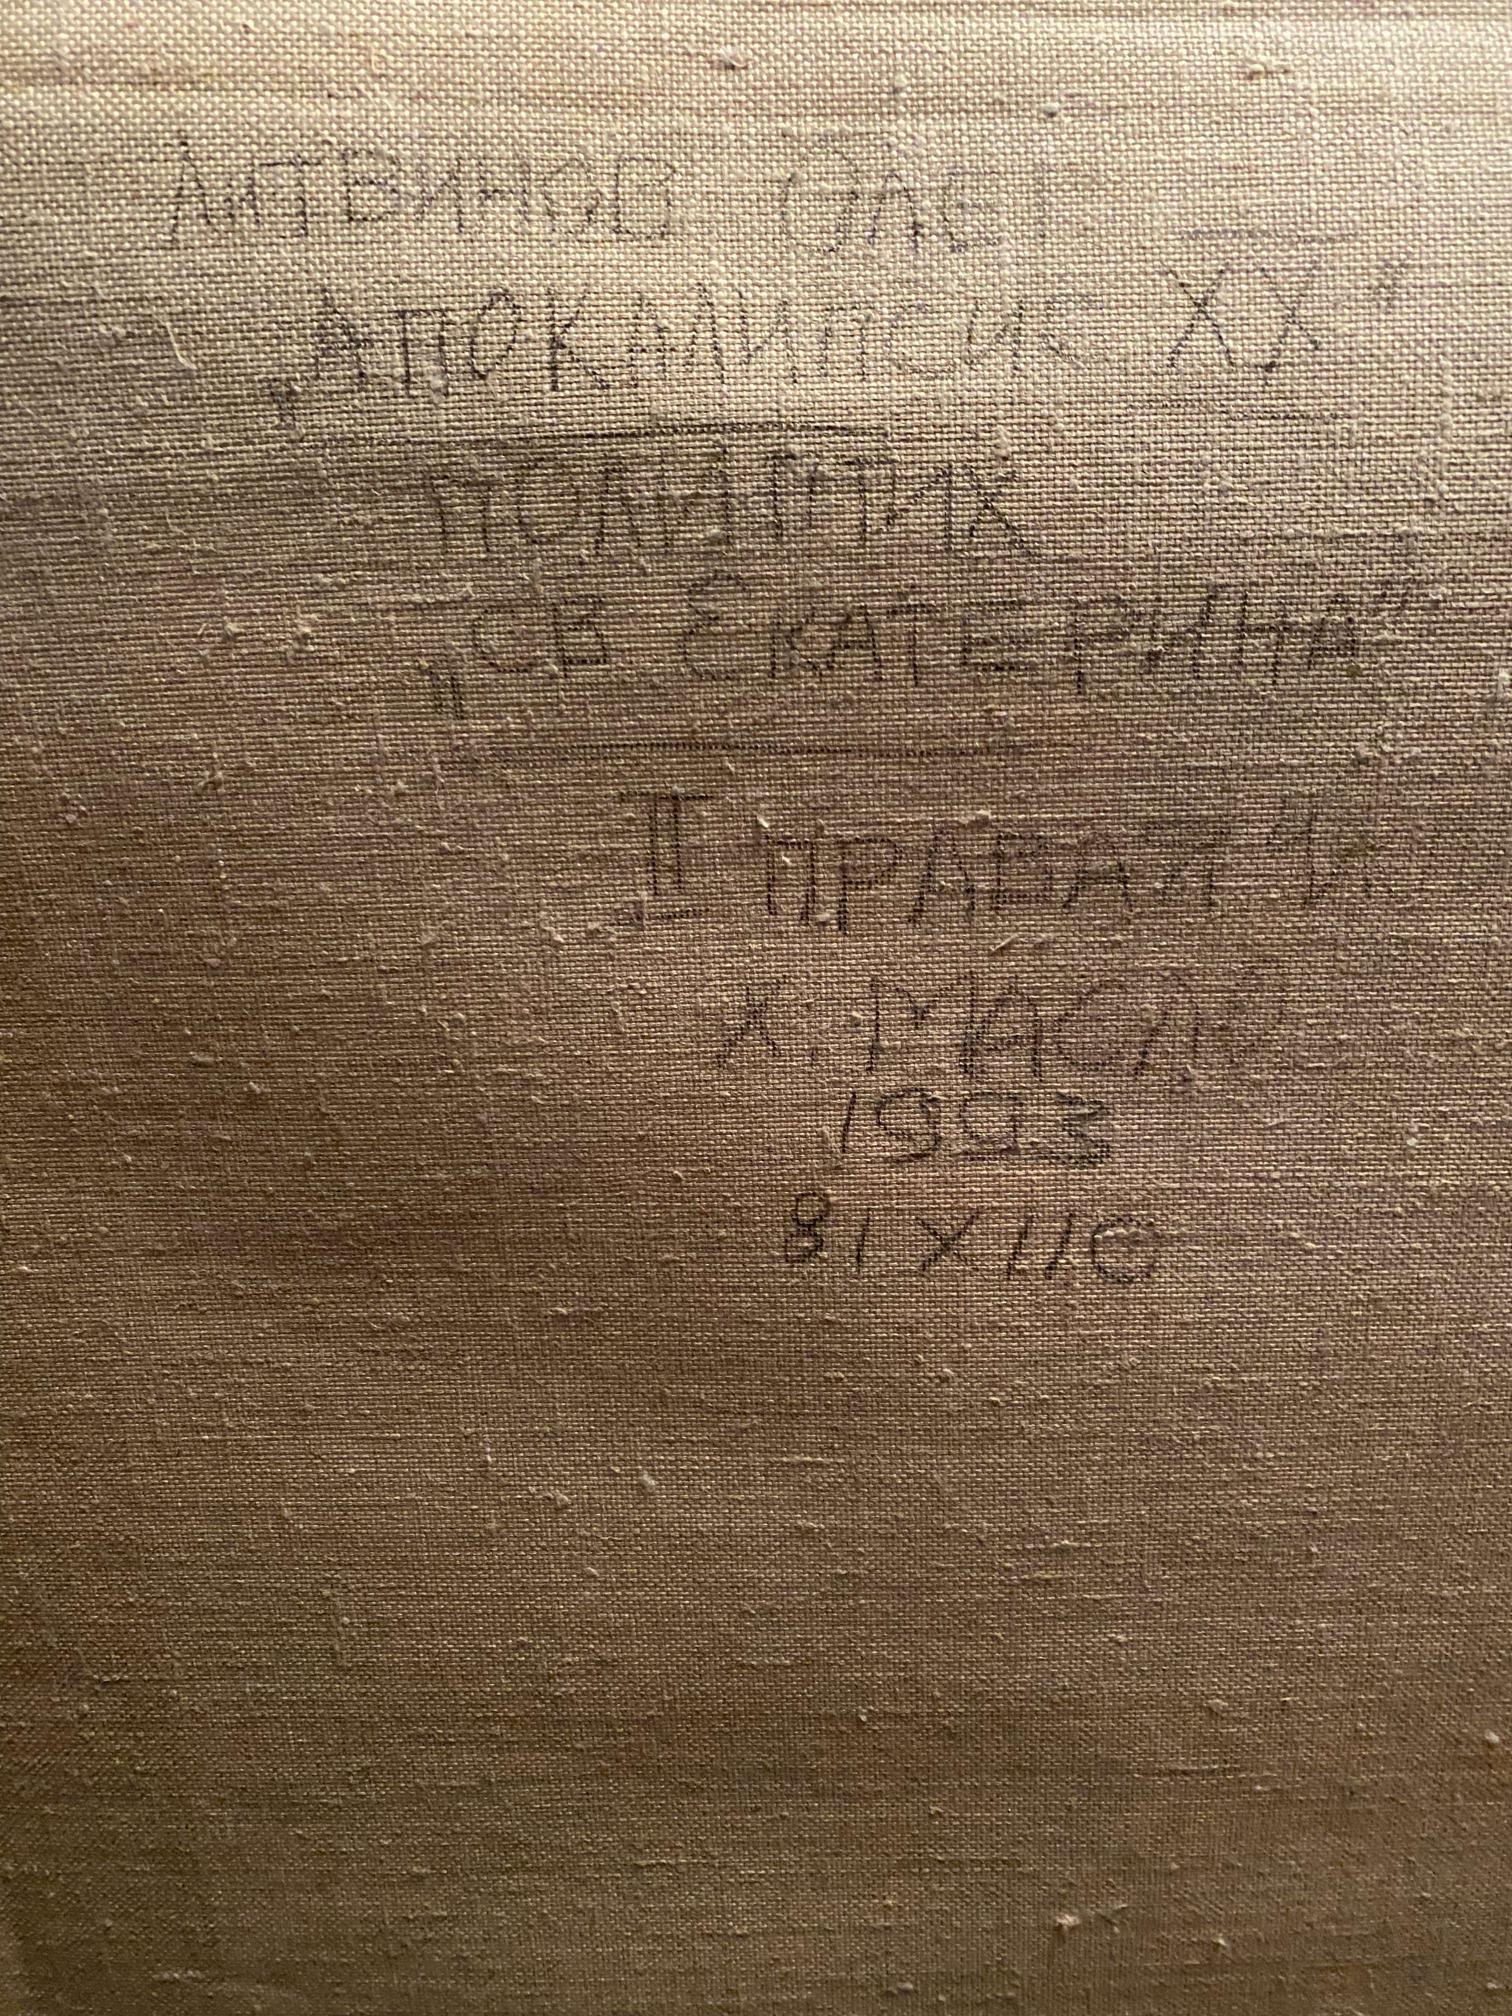 ЛИТВИНОВ ОЛЕГ
„АПОКАЛИПСИС XX"
ПОЛИПТИХ
„СВ ЕКАТЕРИНА"
II ПРАВАЯ
Х. МАСЛО
1993
81 X 110